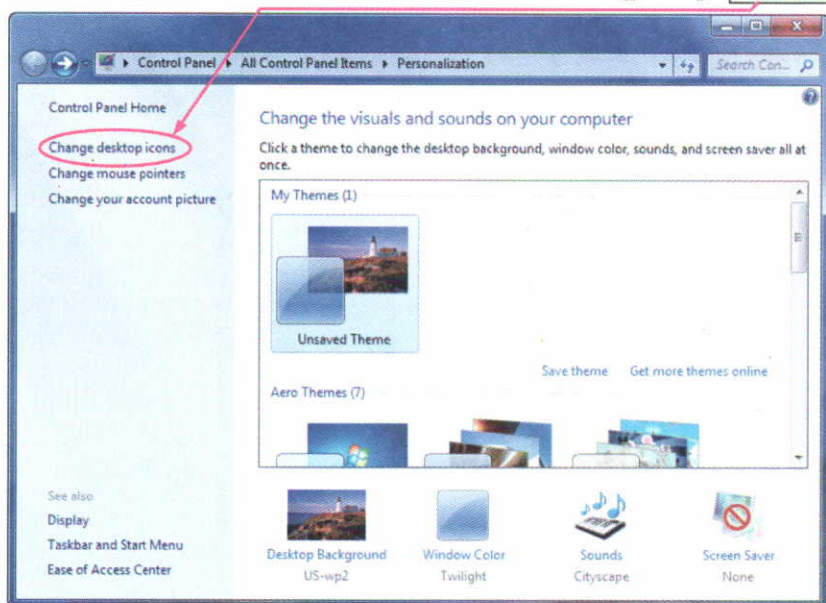 Control Panel ▸ All Control Panel Items ▸ Personalization
Search Con...
Control Panel Home
Change desktop icons
Change mouse pointers
Change your account picture
Change the visuals and sounds on your computer
Click a theme to change the desktop background, window color, sounds, and screen saver all at
once.
My Themes (1)
Unsaved Theme
Save theme Get more themes online
Aero Themes (7)
See also
Display
Taskbar and Start Menu
Ease of Access Center
Desktop Background
US-wp2
Window Color
Twilight
Sounds
Cityscape
Screen Saver
None